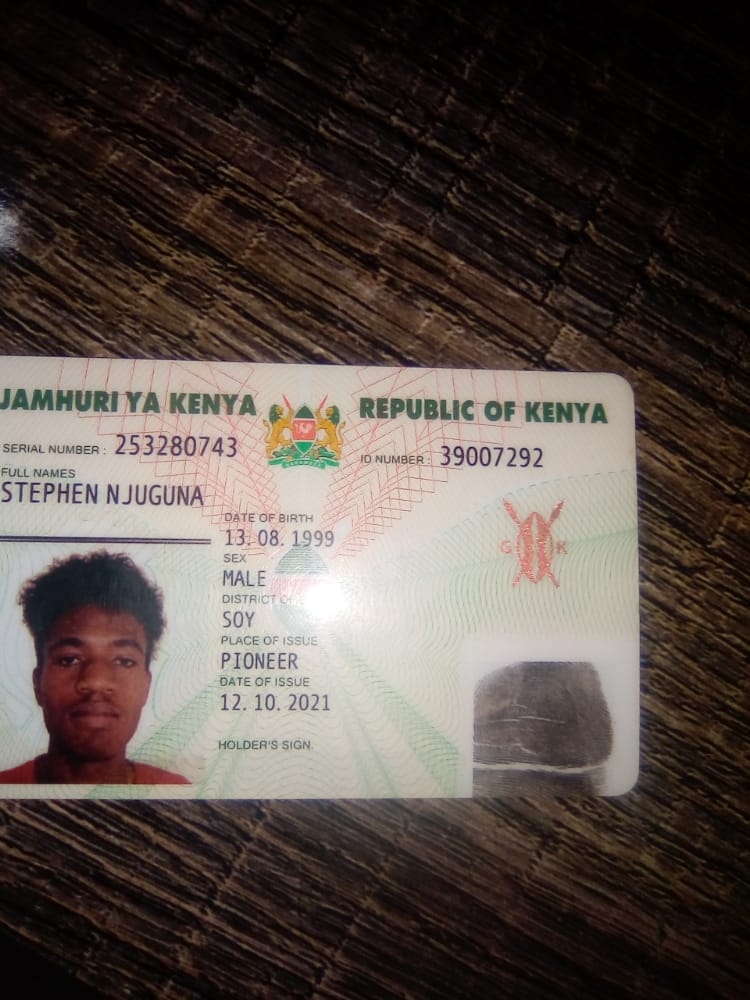 JAMHURI YA KENYA REPUBLIC OF KENYA
SERIAL NUMBER : 253280743 ID NUMBER : 39007292
FULL NAMES
STEPHEN NJUGUNA
DATE OF BIRTH
13. 08. 1999
SEX
MALE
DISTRICT
SOY
PLACE OF ISSUE
PIONEER
DATE OF ISSUE
12. 10. 2021
HOLDER'S SIGN.
G K